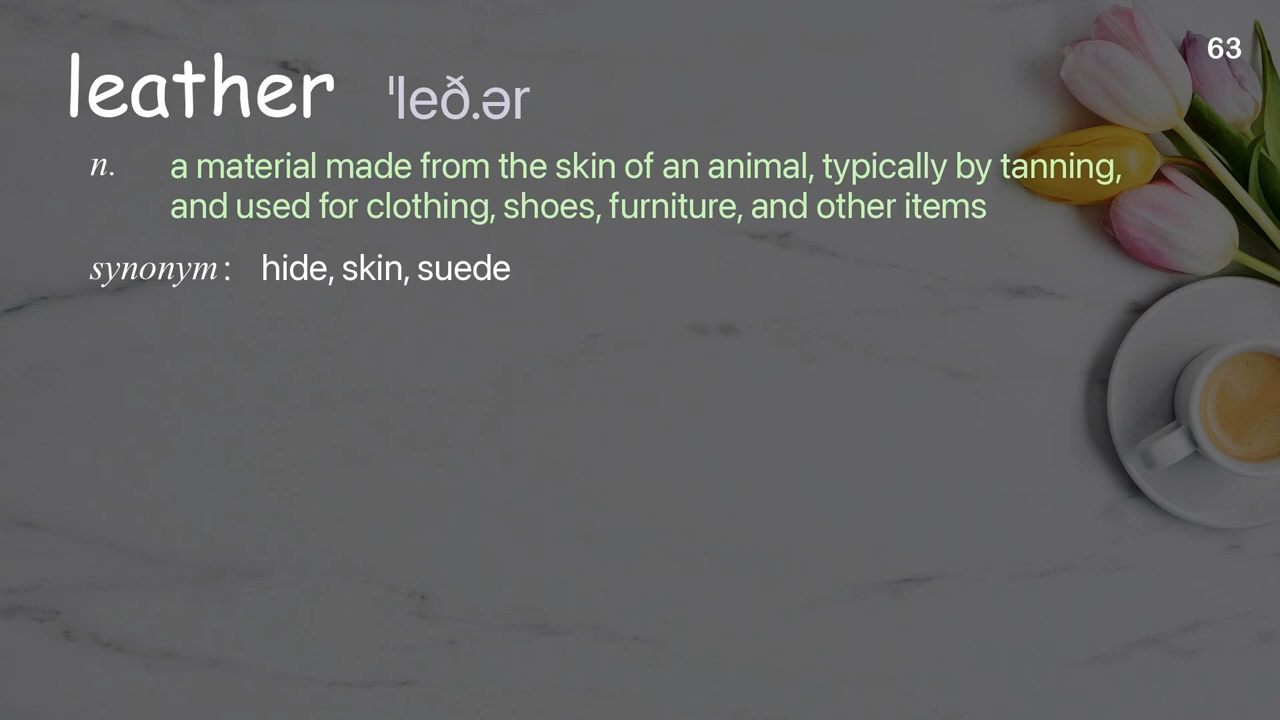 63
leather ˈleð.ər
n. a material made from the skin of an animal, typically by tanning,
and used for clothing, shoes, furniture, and other items
synonym: hide, skin, suede